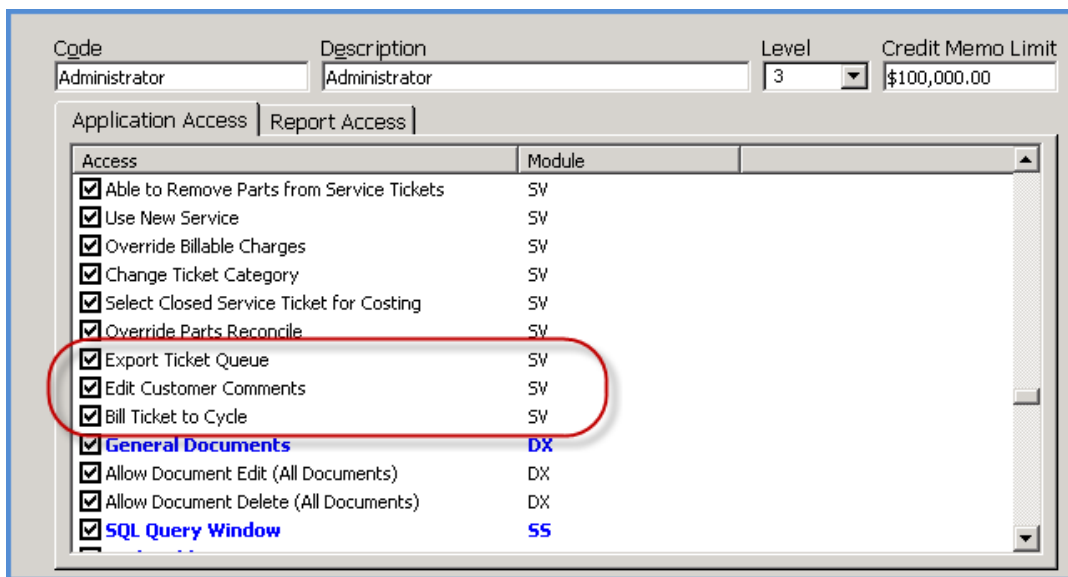 Code Description Level Credit Memo Limit
Administrator Administrator 3 $100,000.00
Application Access Report Access
Access Module
Able to Remove Parts from Service Tickets SV
Use New Service SV
Override Billable Charges SV
Change Ticket Category SV
Select Closed Service Ticket for Costing SV
Override Parts Reconcile SV
Export Ticket Queue SV
Edit Customer Comments SV
Bill Ticket to Cycle SV
General Documents DX
Allow Document Edit (All Documents) DX
Allow Document Delete (All Documents) DX
SQL Query Window SS